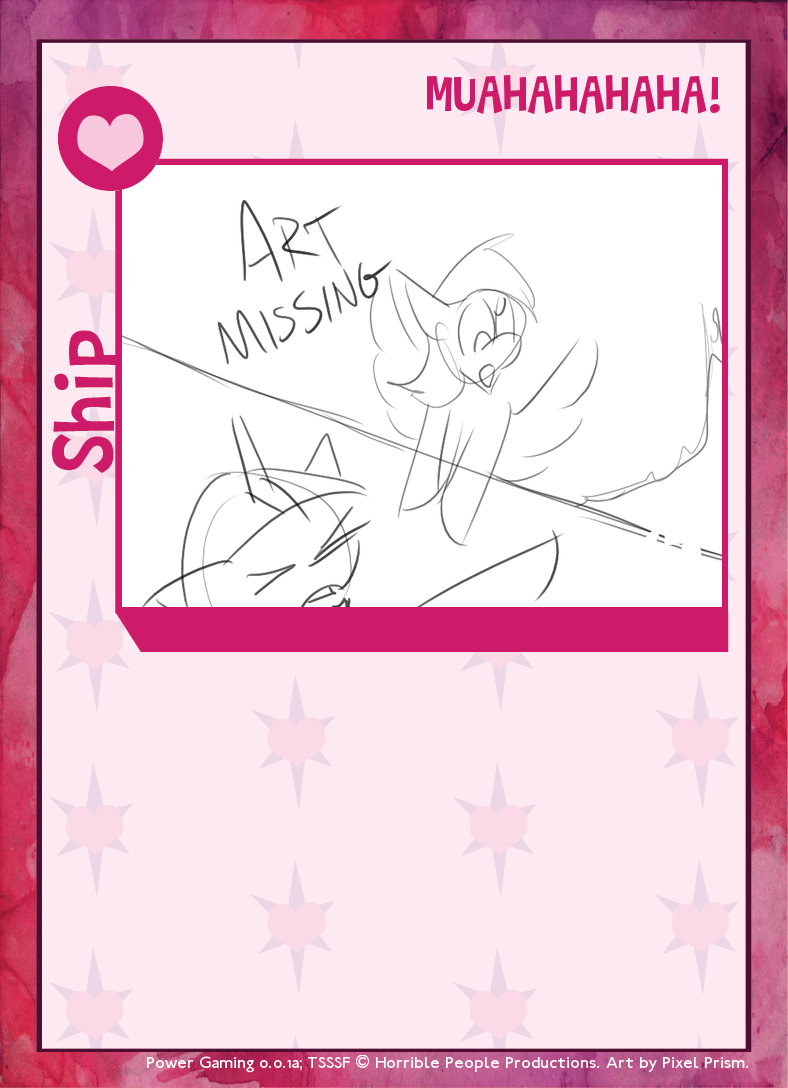 MUAHAHAHAHA!
ART
MISSING
Ship
Power Gaming 0.0.1a; TSSSF © Horrible People Productions. Art by Pixel Prism.